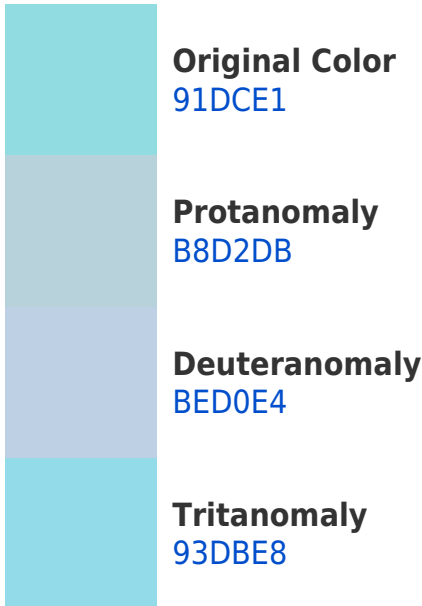 Original Color
91DCE1
Protanomaly
B8D2DB
Deuteranomaly
BED0E4
Tritanomaly
93DBE8